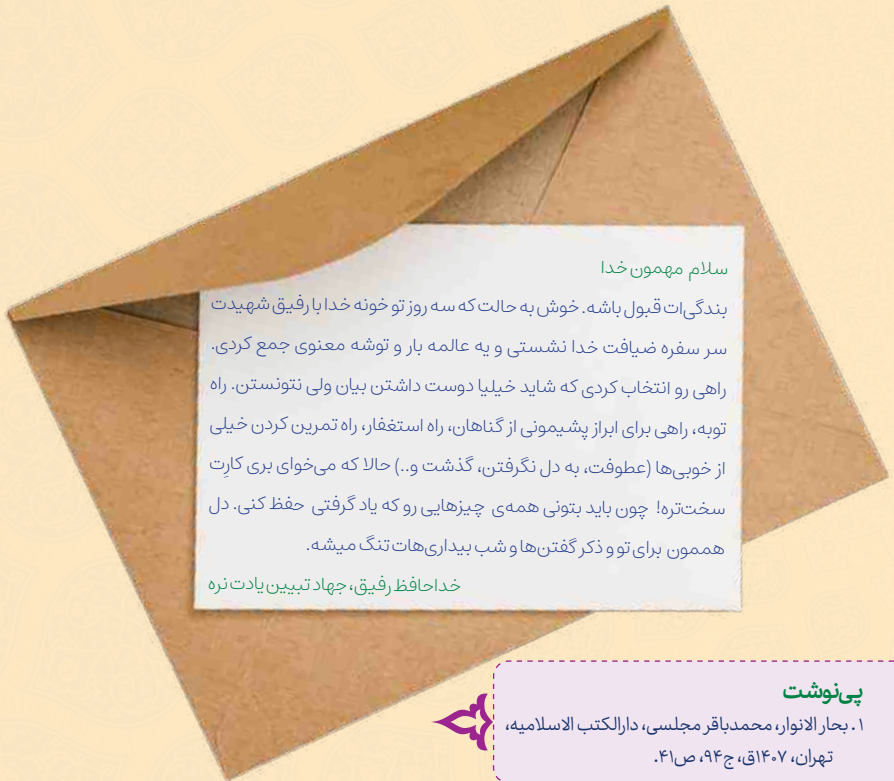 سلام مهمون خدا
بندگی‌ات قبول باشه. خوش به حالت که سه روز تو خونه خدا با رفیق شهیدت
سر سفره ضیافت خدا نشستی و یه عالمه بار و توشه معنوی جمع کردی.
راهی رو انتخاب کردی که شاید خیلیا دوست داشتن بیان ولی نتونستن. راه
توبه، راهی برای ابراز پشیمونی از گناهان، راه استغفار، راه تمرین کردن خیلی
از خوبی‌ها (عطوفت، به دل نگرفتن، گذشت و..) حالا که می‌خوای بری کارِت
سخت‌تره! چون باید بتونی همه‌ی چیزهایی رو که یاد گرفتی حفظ کنی. دل
هممون برای تو و ذکر گفتن‌ها و شب بیداری‌هات تنگ میشه.
خداحافظ رفیق، جهاد تبیین یادت نره
پی‌نوشت
۱. بحار الانوار، محمدباقر مجلسی، دارالکتب الاسلامیه،
تهران، ۱۴۰۷ق، ج۹۴، ص۴۱.